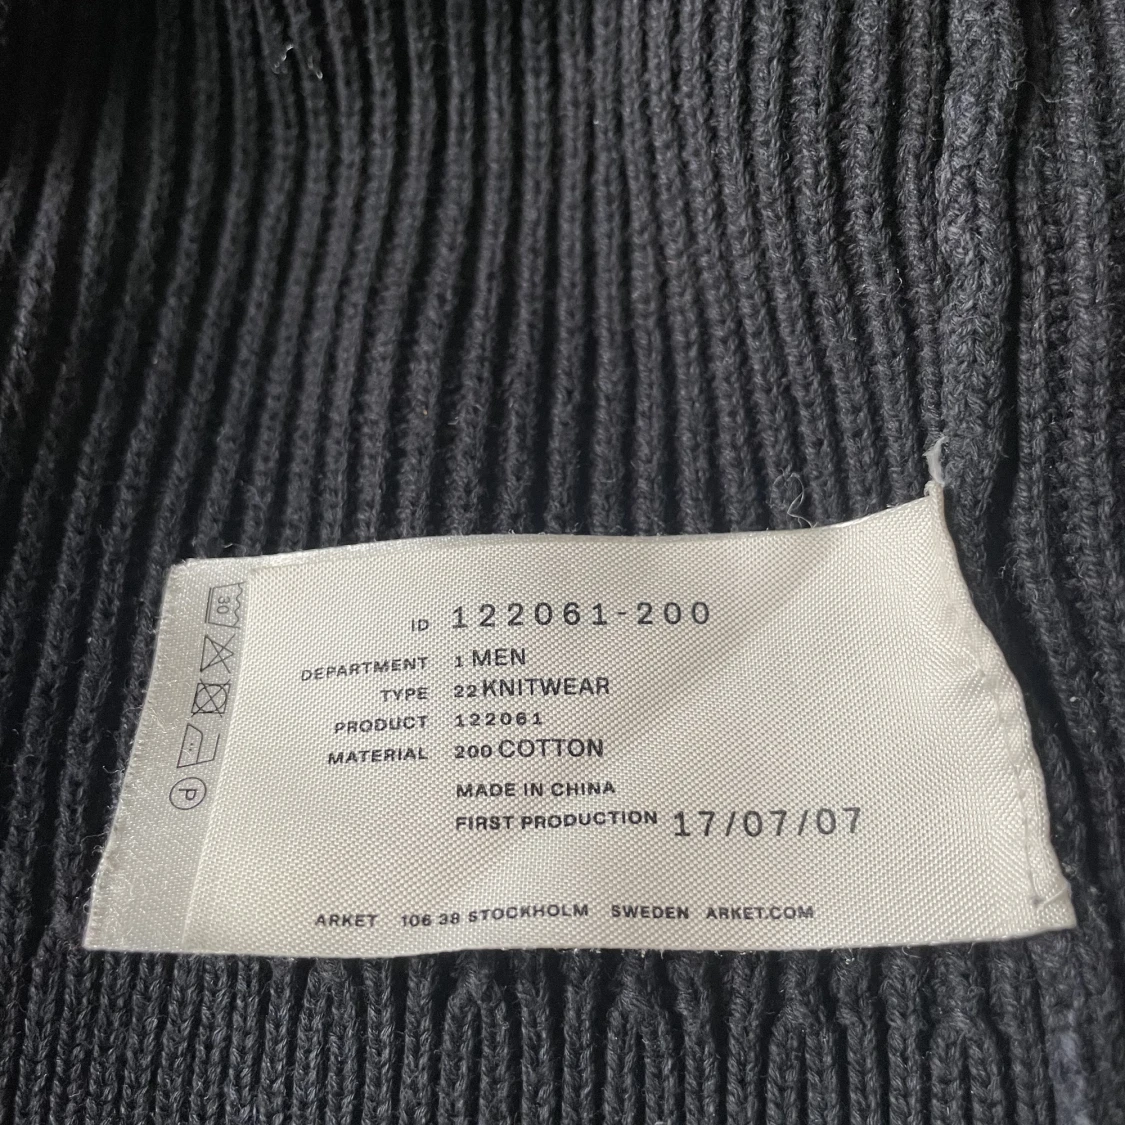 ID 122061-200
DEPARTMENT 1 MEN
TYPE 22 KNITWEAR
PRODUCT 122061
MATERIAL 200 COTTON
MADE IN CHINA
FIRST PRODUCTION 17/07/07
ARKET 106 38 STOCKHOLM SWEDEN ARKET.COM
30
P